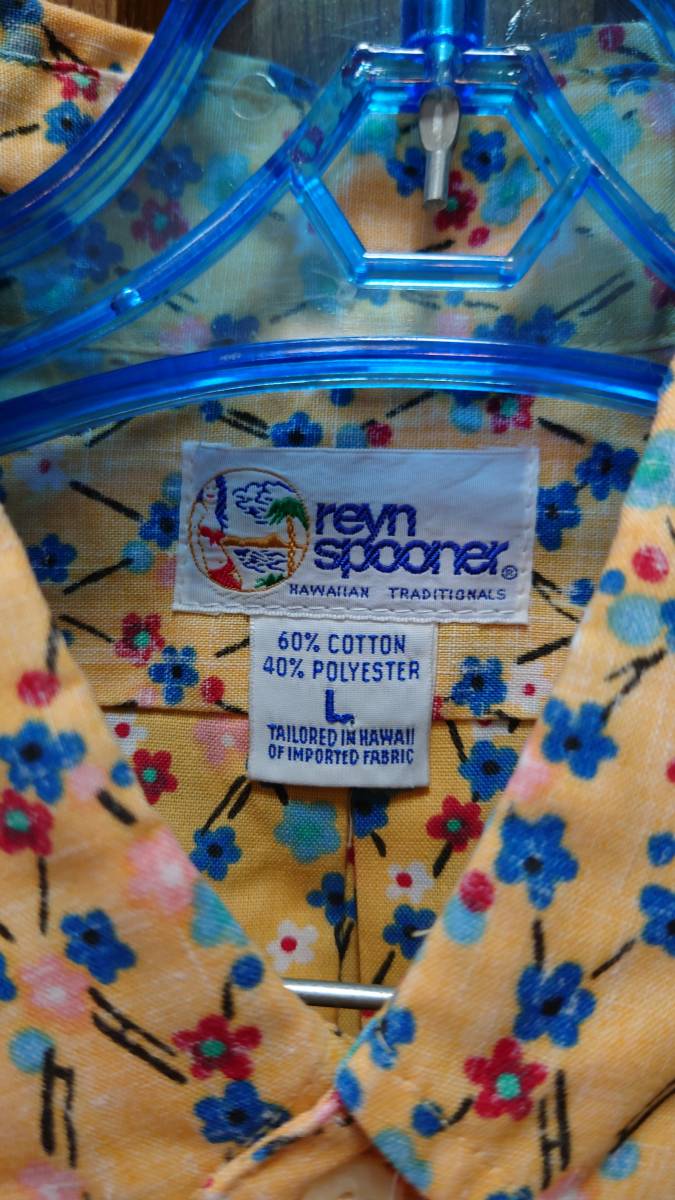 reyn
spooner®
HAWAIIAN TRADITIONALS
60% COTTON
40% POLYESTER
L
TAILORED IN HAWAII
OF IMPORTED FABRIC